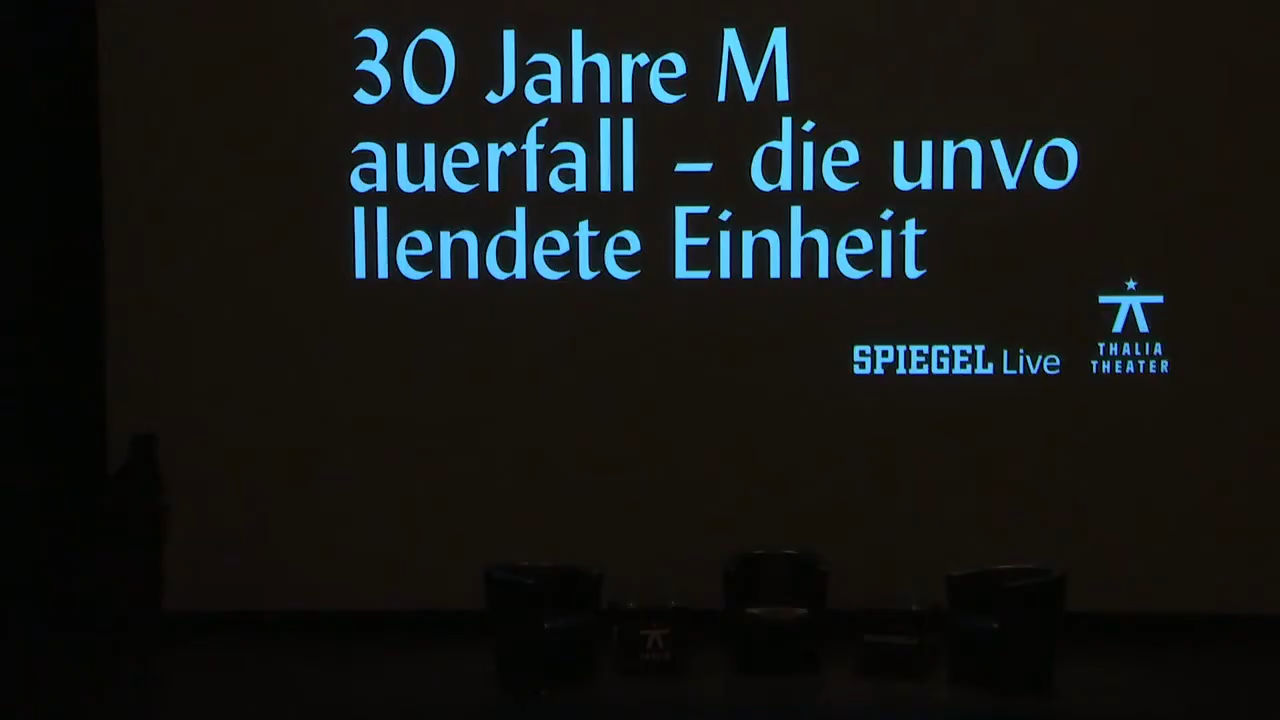 30 Jahre M
auerfall – die unvo
llendete Einheit
SPIEGEL Live
THALIA
THEATER